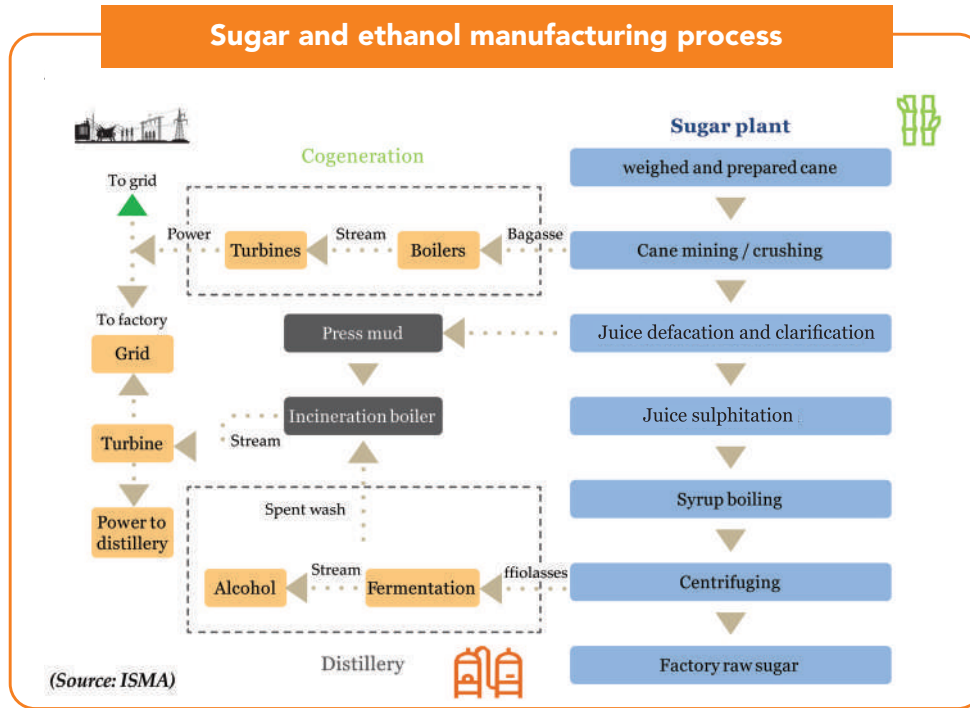 Sugar and ethanol manufacturing process
Sugar plant
Cogeneration
weighed and prepared cane
To grid
Power
Stream
Bagasse
Turbines
Boilers
Cane mining / crushing
To factory
Grid
Press mud
Juice defacation and clarification
Incineration boiler
Juice sulphitation
Turbine
Stream
Syrup boiling
Spent wash
Power to
distillery
Stream
ffiolasses
Alcohol
Fermentation
Centrifuging
Distillery
Factory raw sugar
(Source: ISMA)